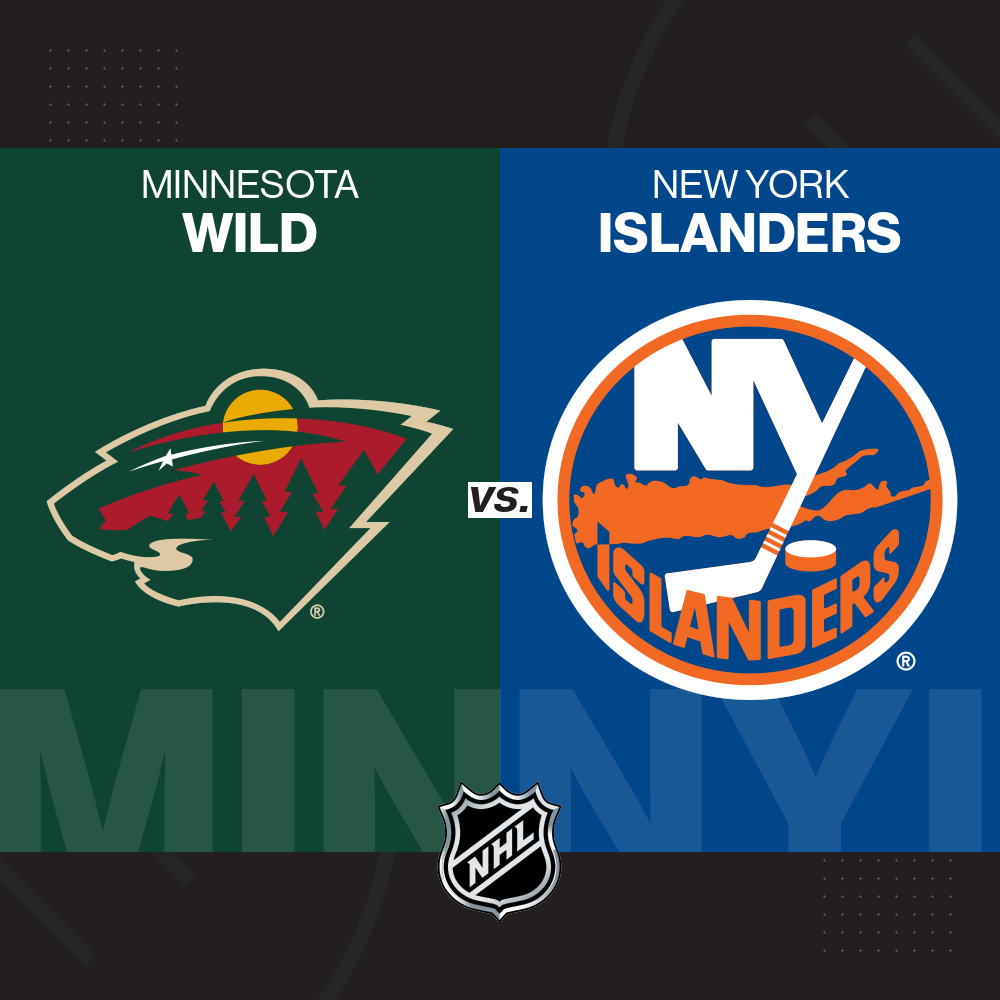 MINNESOTA
WILD
NEW YORK
ISLANDERS
NY
ISLANDERS
VS.
®
®
MIN
NYI
NHL